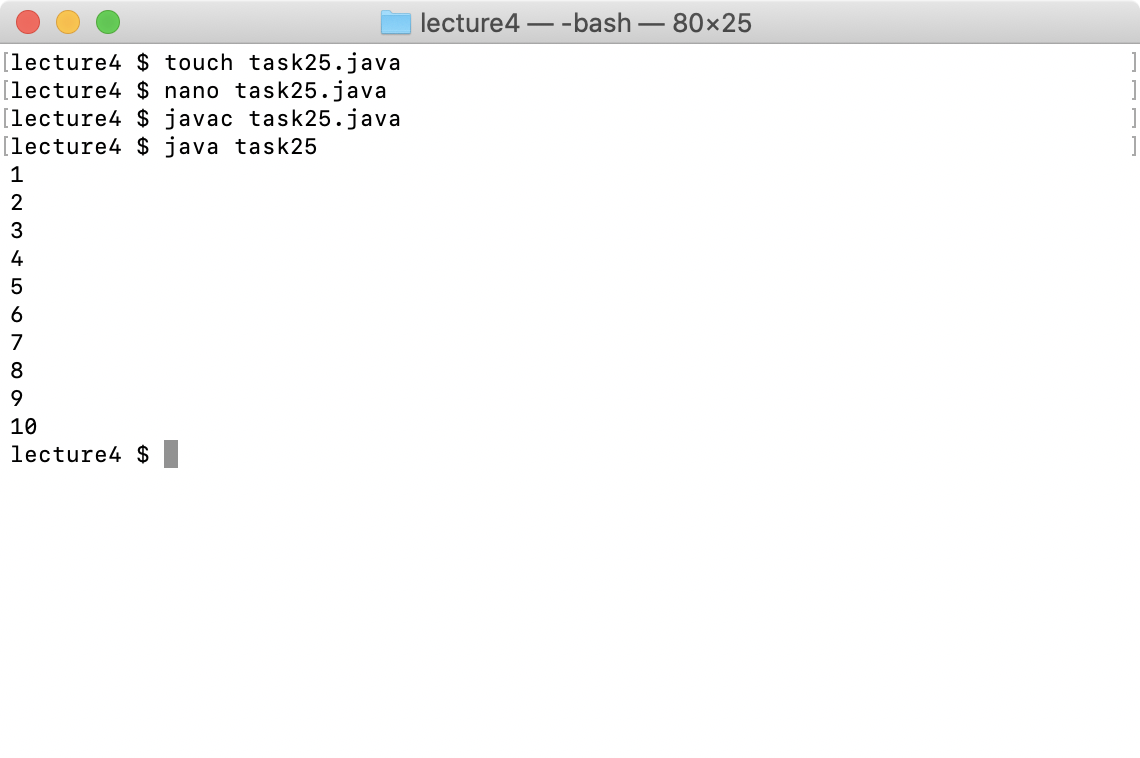 lecture4 — -bash — 80×25
[lecture4 $ touch task25.java ]
[lecture4 $ nano task25.java ]
[lecture4 $ javac task25.java ]
[lecture4 $ java task25 ]
1
2
3
4
5
6
7
8
9
10
lecture4 $